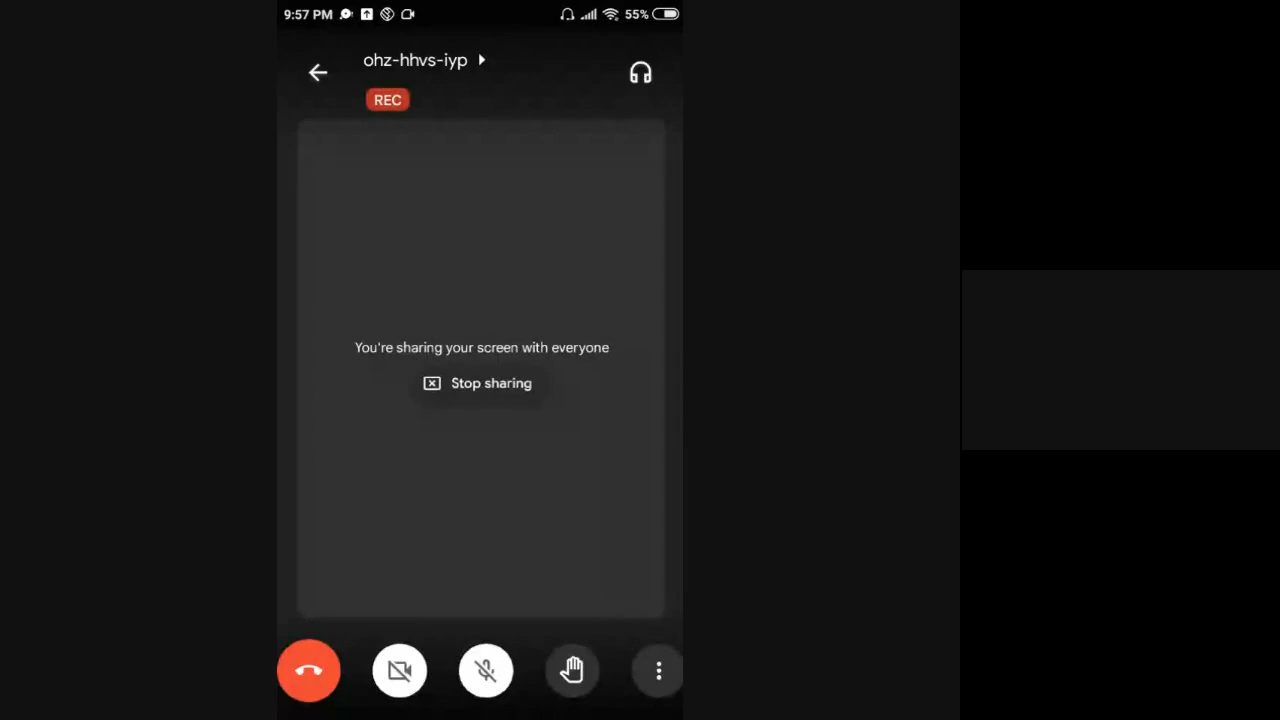 9:57 PM 55%
ohz-hhvs-iyp
REC
You're sharing your screen with everyone
Stop sharing